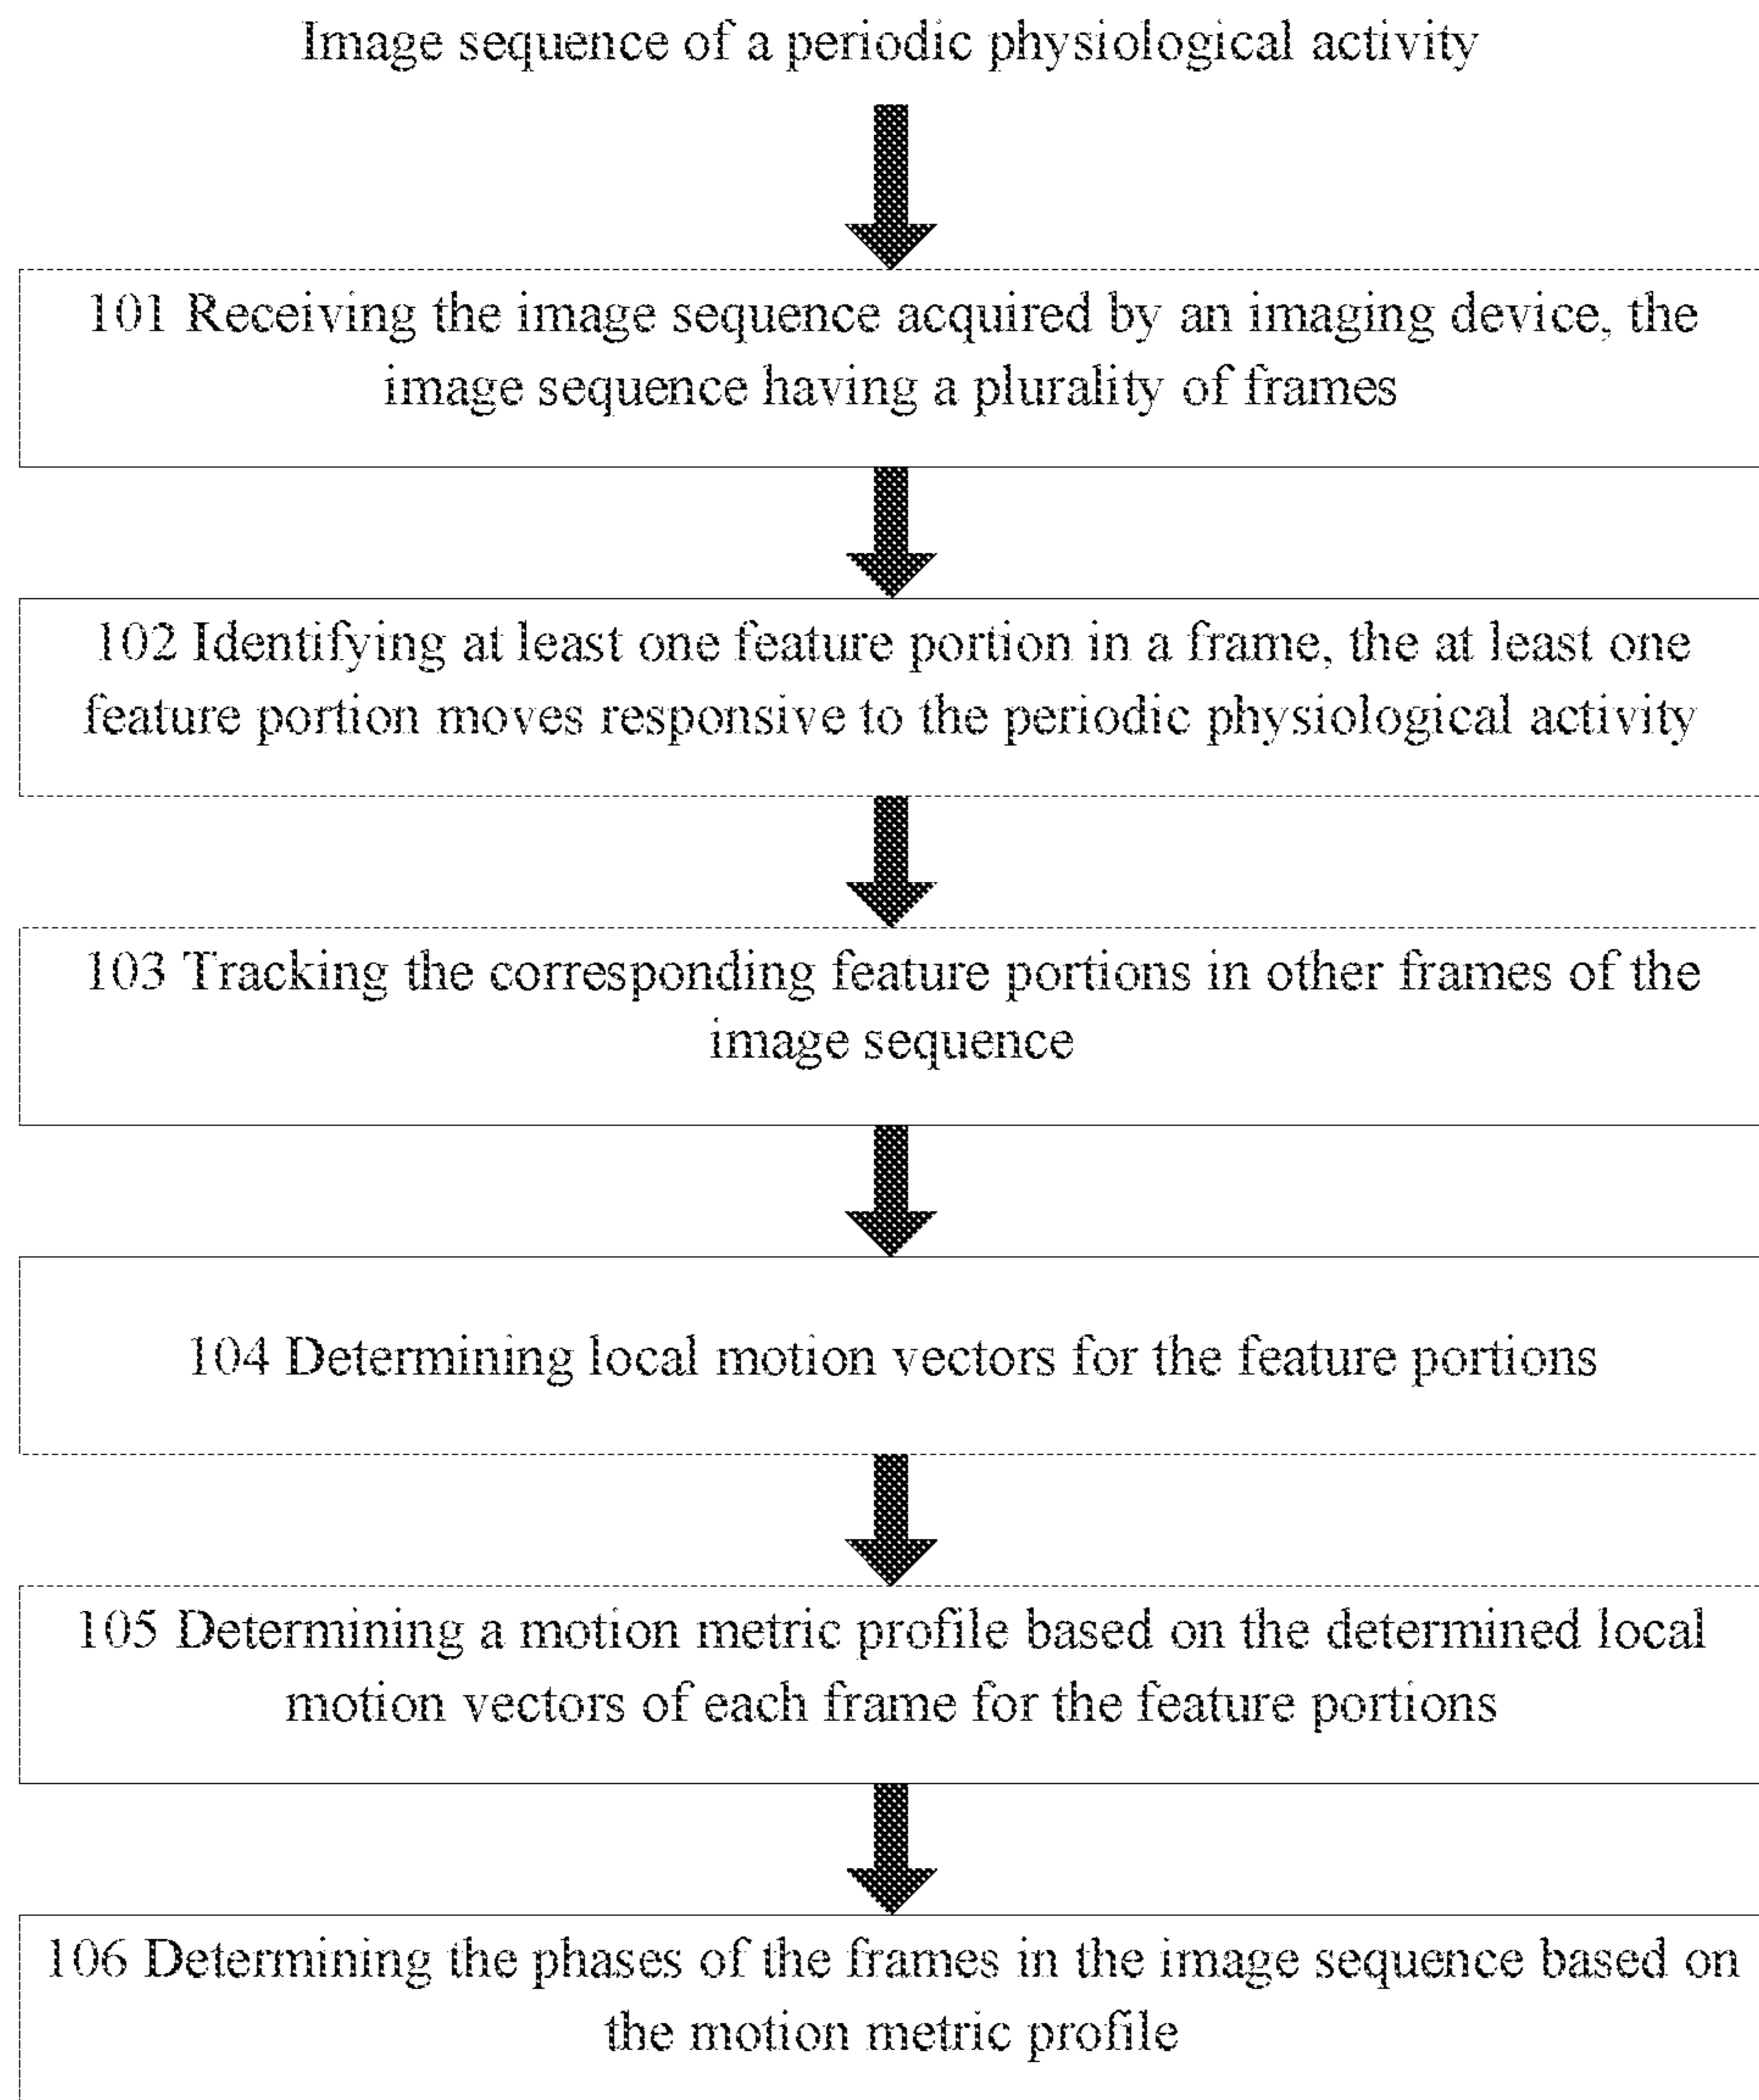 Image sequence of a periodic physiological activity
101 Receiving the image sequence acquired by an imaging device, the
image sequence having a plurality of frames
102 Identifying at least one feature portion in a frame, the at least one
feature portion moves responsive to the periodic physiological activity
103 Tracking the corresponding feature portions in other frames of the
image sequence
104 Determining local motion vectors for the feature portions
105 Determining a motion metric profile based on the determined local
motion vectors of each frame for the feature portions
106 Determining the phases of the frames in the image sequence based on
the motion metric profile